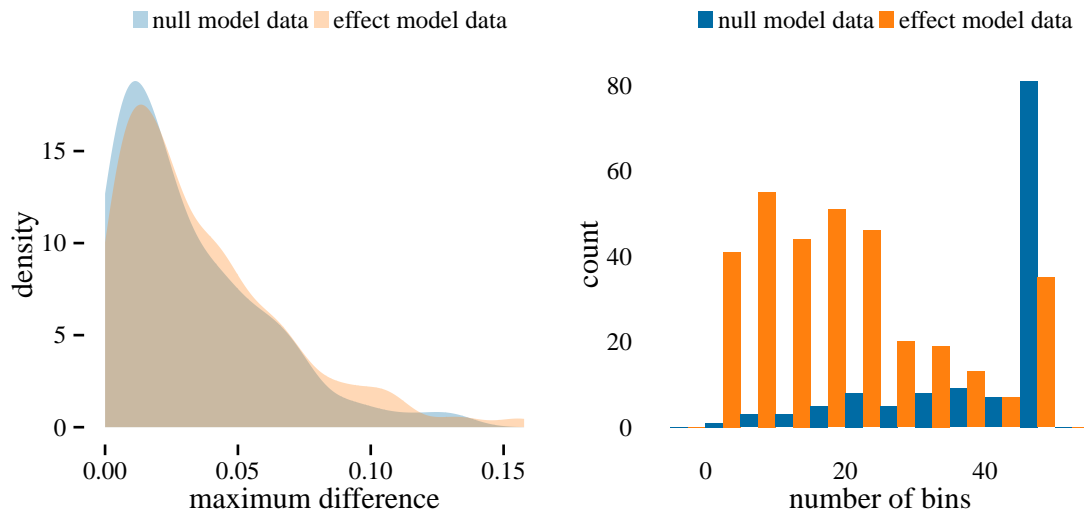 null model data effect model data
15
10
5
0
density
0.00 0.05 0.10 0.15
maximum difference
null model data effect model data
80
60
40
20
0
count
0 20 40
number of bins